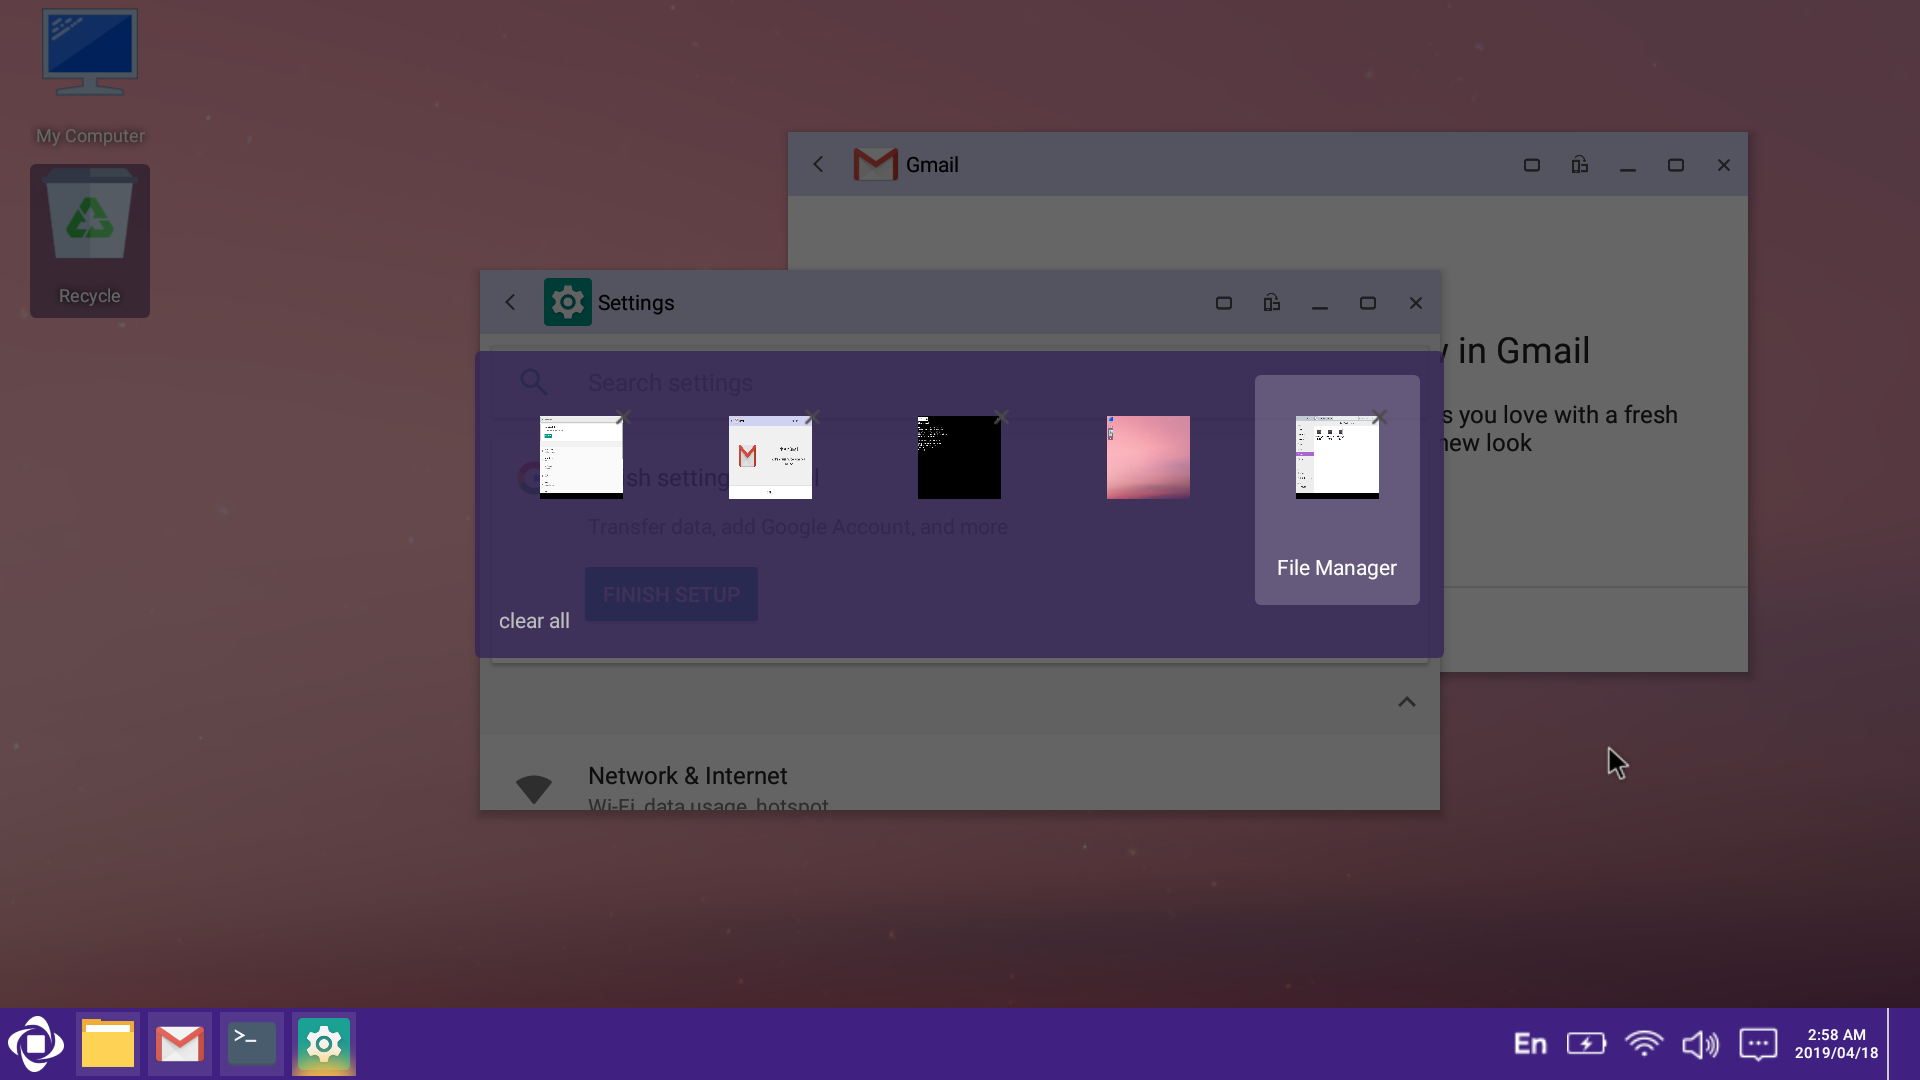 My Computer
Recycle
Gmail
Settings
Search settings
sh setting
l
Transfer data, add Google Account, and more
FINISH SETUP
File Manager
clear all
in Gmail
s you love with a fresh
new look
Network & Internet
Wi-Fi, data usage, hotspot
>_
En
2:58 AM
2019/04/18